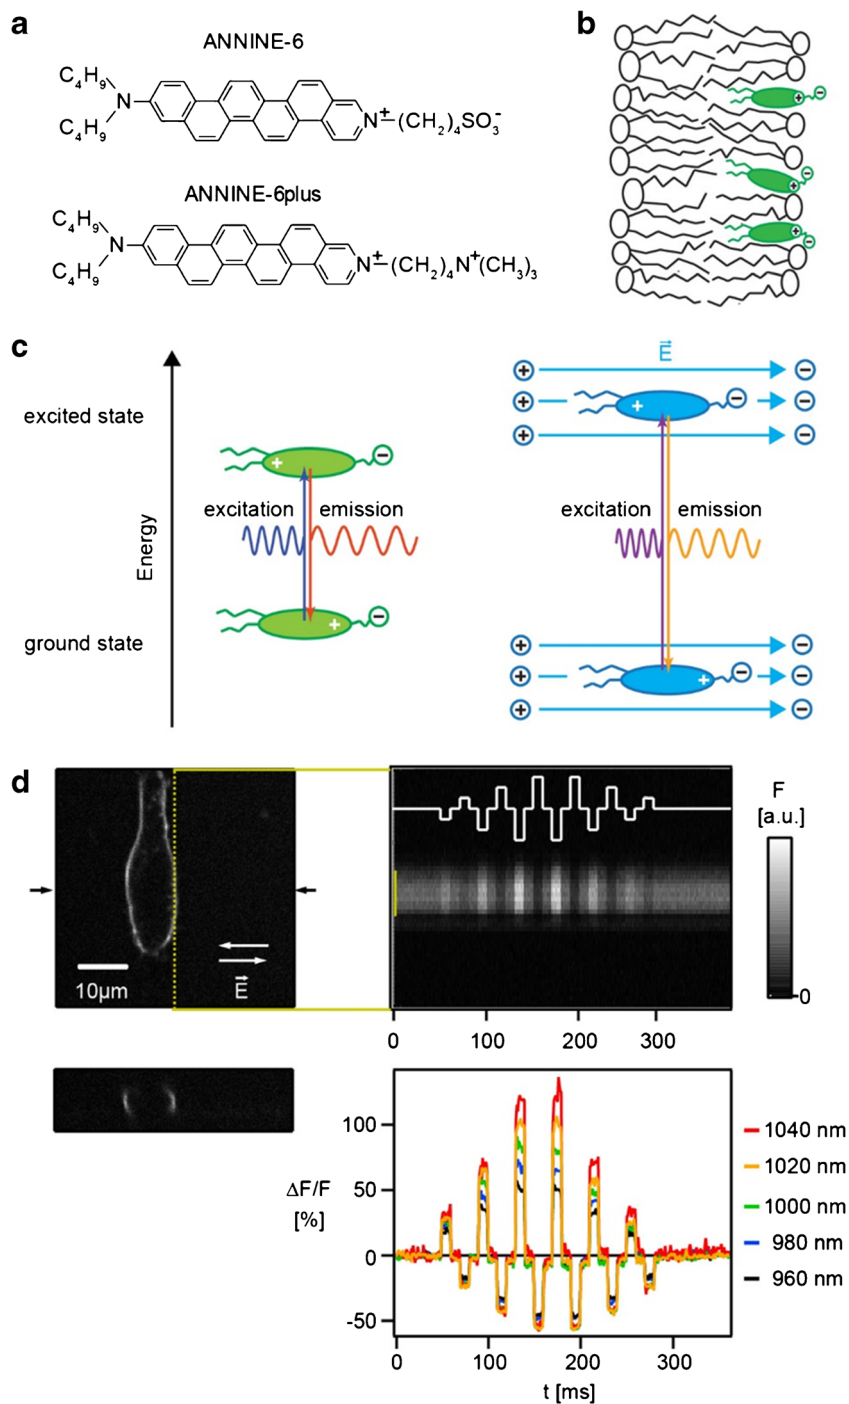 a
ANNINE-6
C₄H₉
N
C₄H₉
N⁺—(CH₂)₄SO₃⁻
ANNINE-6plus
C₄H₉
N
C₄H₉
N⁺—(CH₂)₄N⁺(CH₃)₃
b
+ −
− +
+ −
c
Energy
excited state
ground state
+ −
excitation emission
+ −
E⃗
+ −
+ + − −
+ −
excitation emission
+ −
+ + − −
+ −
d
10µm
E⃗
F
[a.u.]
0
0 100 200 300
ΔF/F
[%]
100
50
0
-50
0 100 200 300
t [ms]
1040 nm
1020 nm
1000 nm
980 nm
960 nm